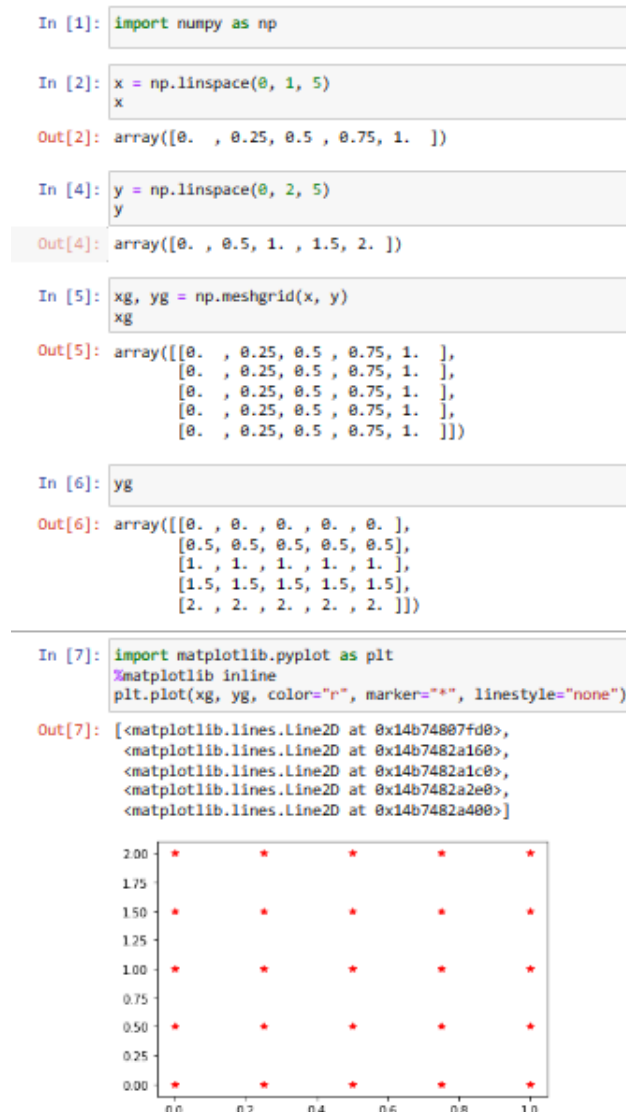 In [1]: import numpy as np
In [2]: x = np.linspace(0, 1, 5)
x
Out[2]: array([0.  , 0.25, 0.5 , 0.75, 1.  ])
In [4]: y = np.linspace(0, 2, 5)
y
Out[4]: array([0. , 0.5, 1. , 1.5, 2. ])
In [5]: xg, yg = np.meshgrid(x, y)
xg
Out[5]: array([[0.  , 0.25, 0.5 , 0.75, 1.  ],
[0.  , 0.25, 0.5 , 0.75, 1.  ],
[0.  , 0.25, 0.5 , 0.75, 1.  ],
[0.  , 0.25, 0.5 , 0.75, 1.  ],
[0.  , 0.25, 0.5 , 0.75, 1.  ]])
In [6]: yg
Out[6]: array([[0. , 0. , 0. , 0. , 0. ],
[0.5, 0.5, 0.5, 0.5, 0.5],
[1. , 1. , 1. , 1. , 1. ],
[1.5, 1.5, 1.5, 1.5, 1.5],
[2. , 2. , 2. , 2. , 2. ]])
In [7]: import matplotlib.pyplot as plt
%matplotlib inline
plt.plot(xg, yg, color="r", marker="*", linestyle="none")
Out[7]: [<matplotlib.lines.Line2D at 0x14b74807fd0>,
<matplotlib.lines.Line2D at 0x14b7482a160>,
<matplotlib.lines.Line2D at 0x14b7482a1c0>,
<matplotlib.lines.Line2D at 0x14b7482a2e0>,
<matplotlib.lines.Line2D at 0x14b7482a400>]
2.00
1.75
1.50
1.25
1.00
0.75
0.50
0.25
0.00
0.0 0.2 0.4 0.6 0.8 1.0